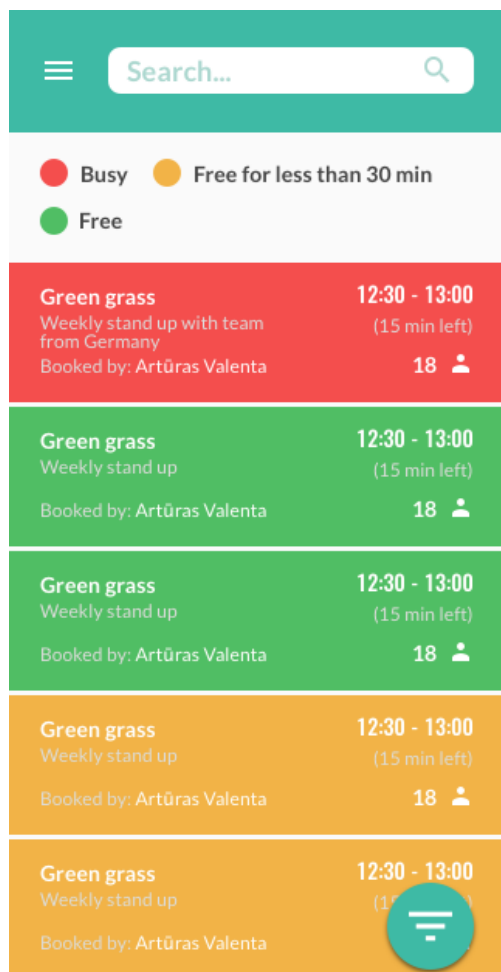 Search...
Busy
Free for less than 30 min
Free
Green grass
12:30 - 13:00
Weekly stand up with team
(15 min left)
from Germany
Booked by: Artūras Valenta
18
Green grass
12:30 - 13:00
Weekly stand up
(15 min left)
Booked by: Artūras Valenta
18
Green grass
12:30 - 13:00
Weekly stand up
(15 min left)
Booked by: Artūras Valenta
18
Green grass
12:30 - 13:00
Weekly stand up
(15 min left)
Booked by: Artūras Valenta
18
Green grass
12:30 - 13:00
Weekly stand up
Booked by: Artūras Valenta